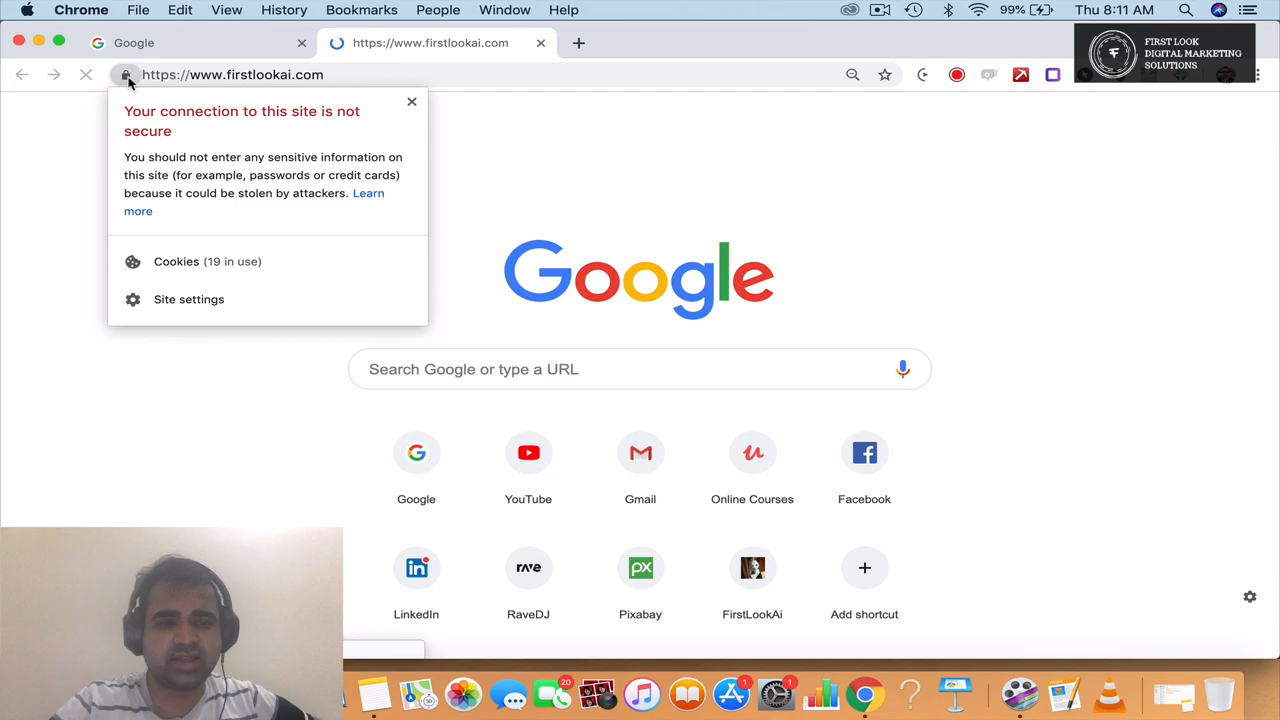 Chrome File Edit View History Bookmarks People Window Help 99% Thu 8:11 AM
Google https://www.firstlookai.com
FIRST LOOK
DIGITAL MARKETING
SOLUTIONS
https://www.firstlookai.com
Your connection to this site is not
secure
You should not enter any sensitive information on
this site (for example, passwords or credit cards)
because it could be stolen by attackers. Learn
more
Cookies (19 in use)
Site settings
Google
Search Google or type a URL
Google YouTube Gmail Online Courses Facebook
rave px
LinkedIn RaveDJ Pixabay FirstLookAi Add shortcut
20 1 1